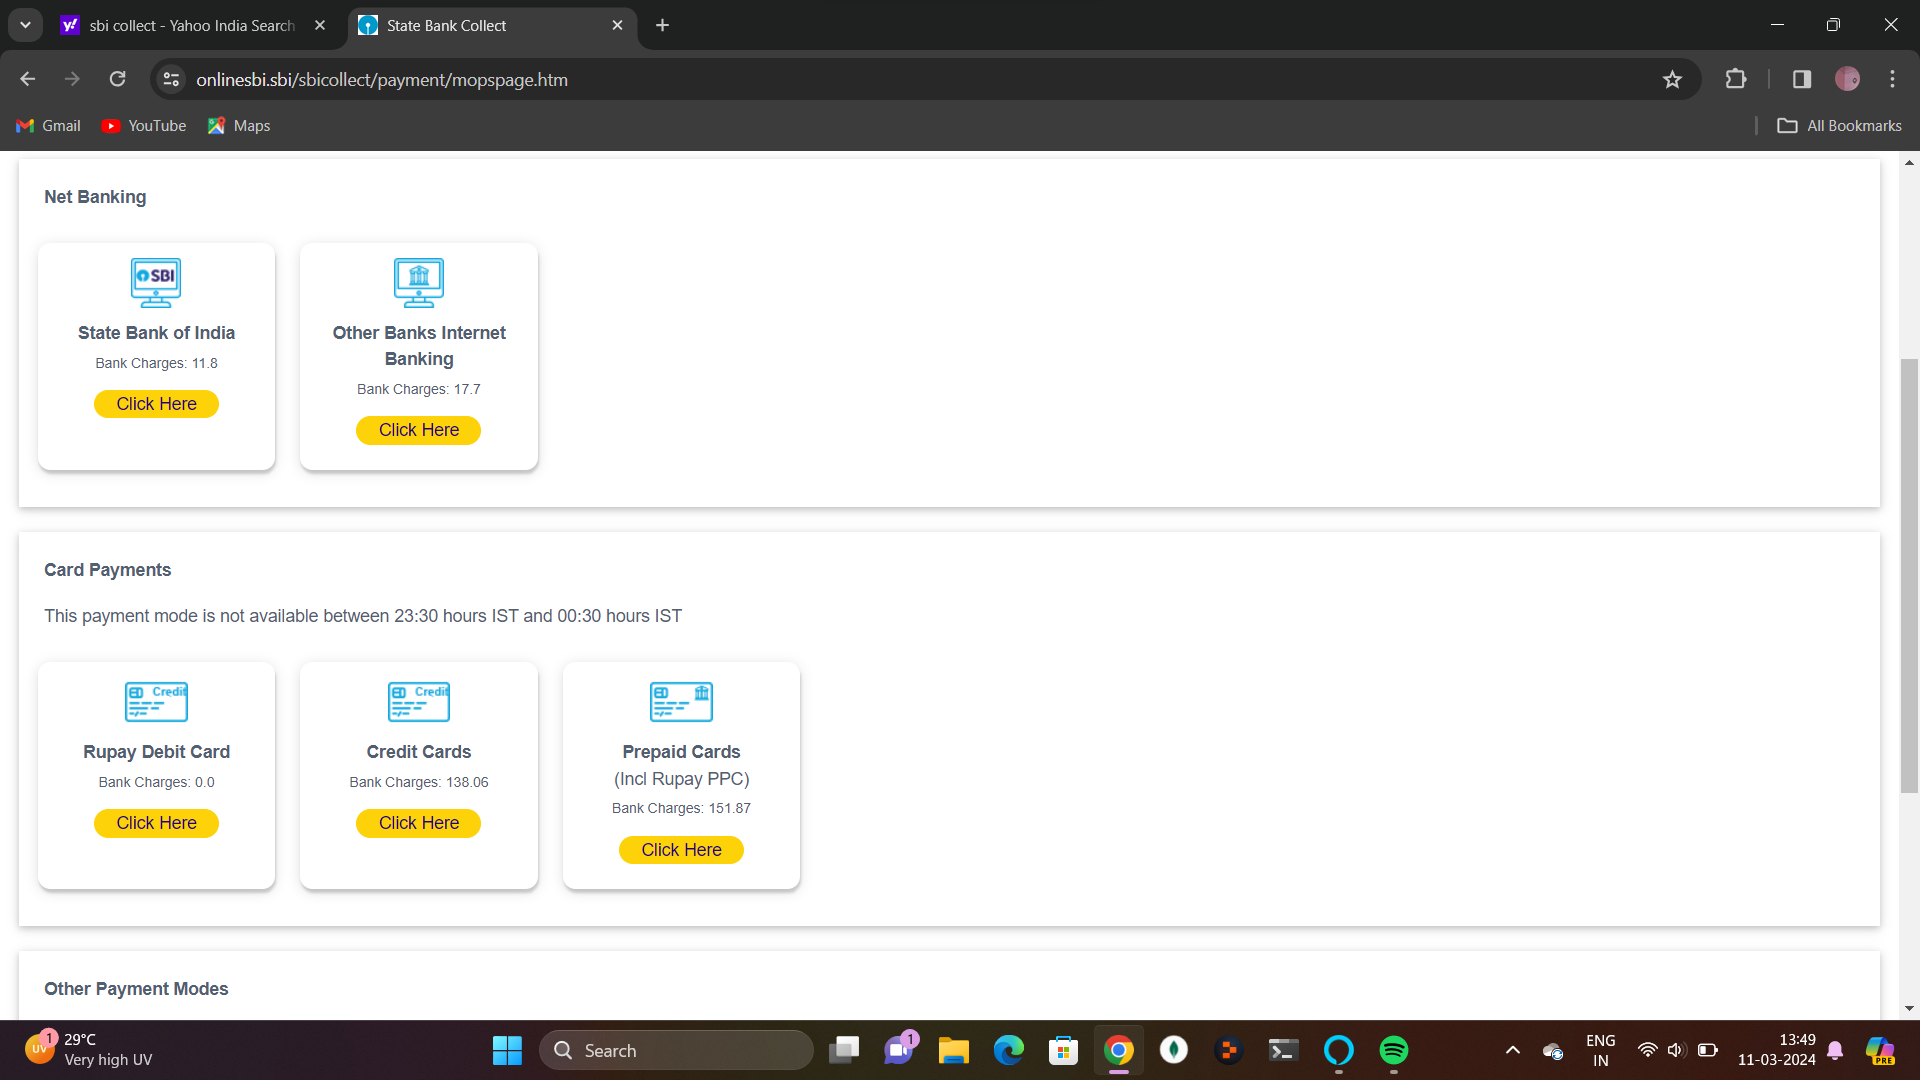 sbi collect - Yahoo India Search
State Bank Collect
onlinesbi.sbi/sbicollect/payment/mopspage.htm
Gmail
YouTube
Maps
All Bookmarks
Net Banking
SBI
State Bank of India
Bank Charges: 11.8
Click Here
Other Banks Internet
Banking
Bank Charges: 17.7
Click Here
Card Payments
This payment mode is not available between 23:30 hours IST and 00:30 hours IST
Credit
Rupay Debit Card
Bank Charges: 0.0
Click Here
Credit
Credit Cards
Bank Charges: 138.06
Click Here
Prepaid Cards
(Incl Rupay PPC)
Bank Charges: 151.87
Click Here
Other Payment Modes
UV
1
29°C
Very high UV
Search
1
ENG
IN
13:49
11-03-2024
PRE